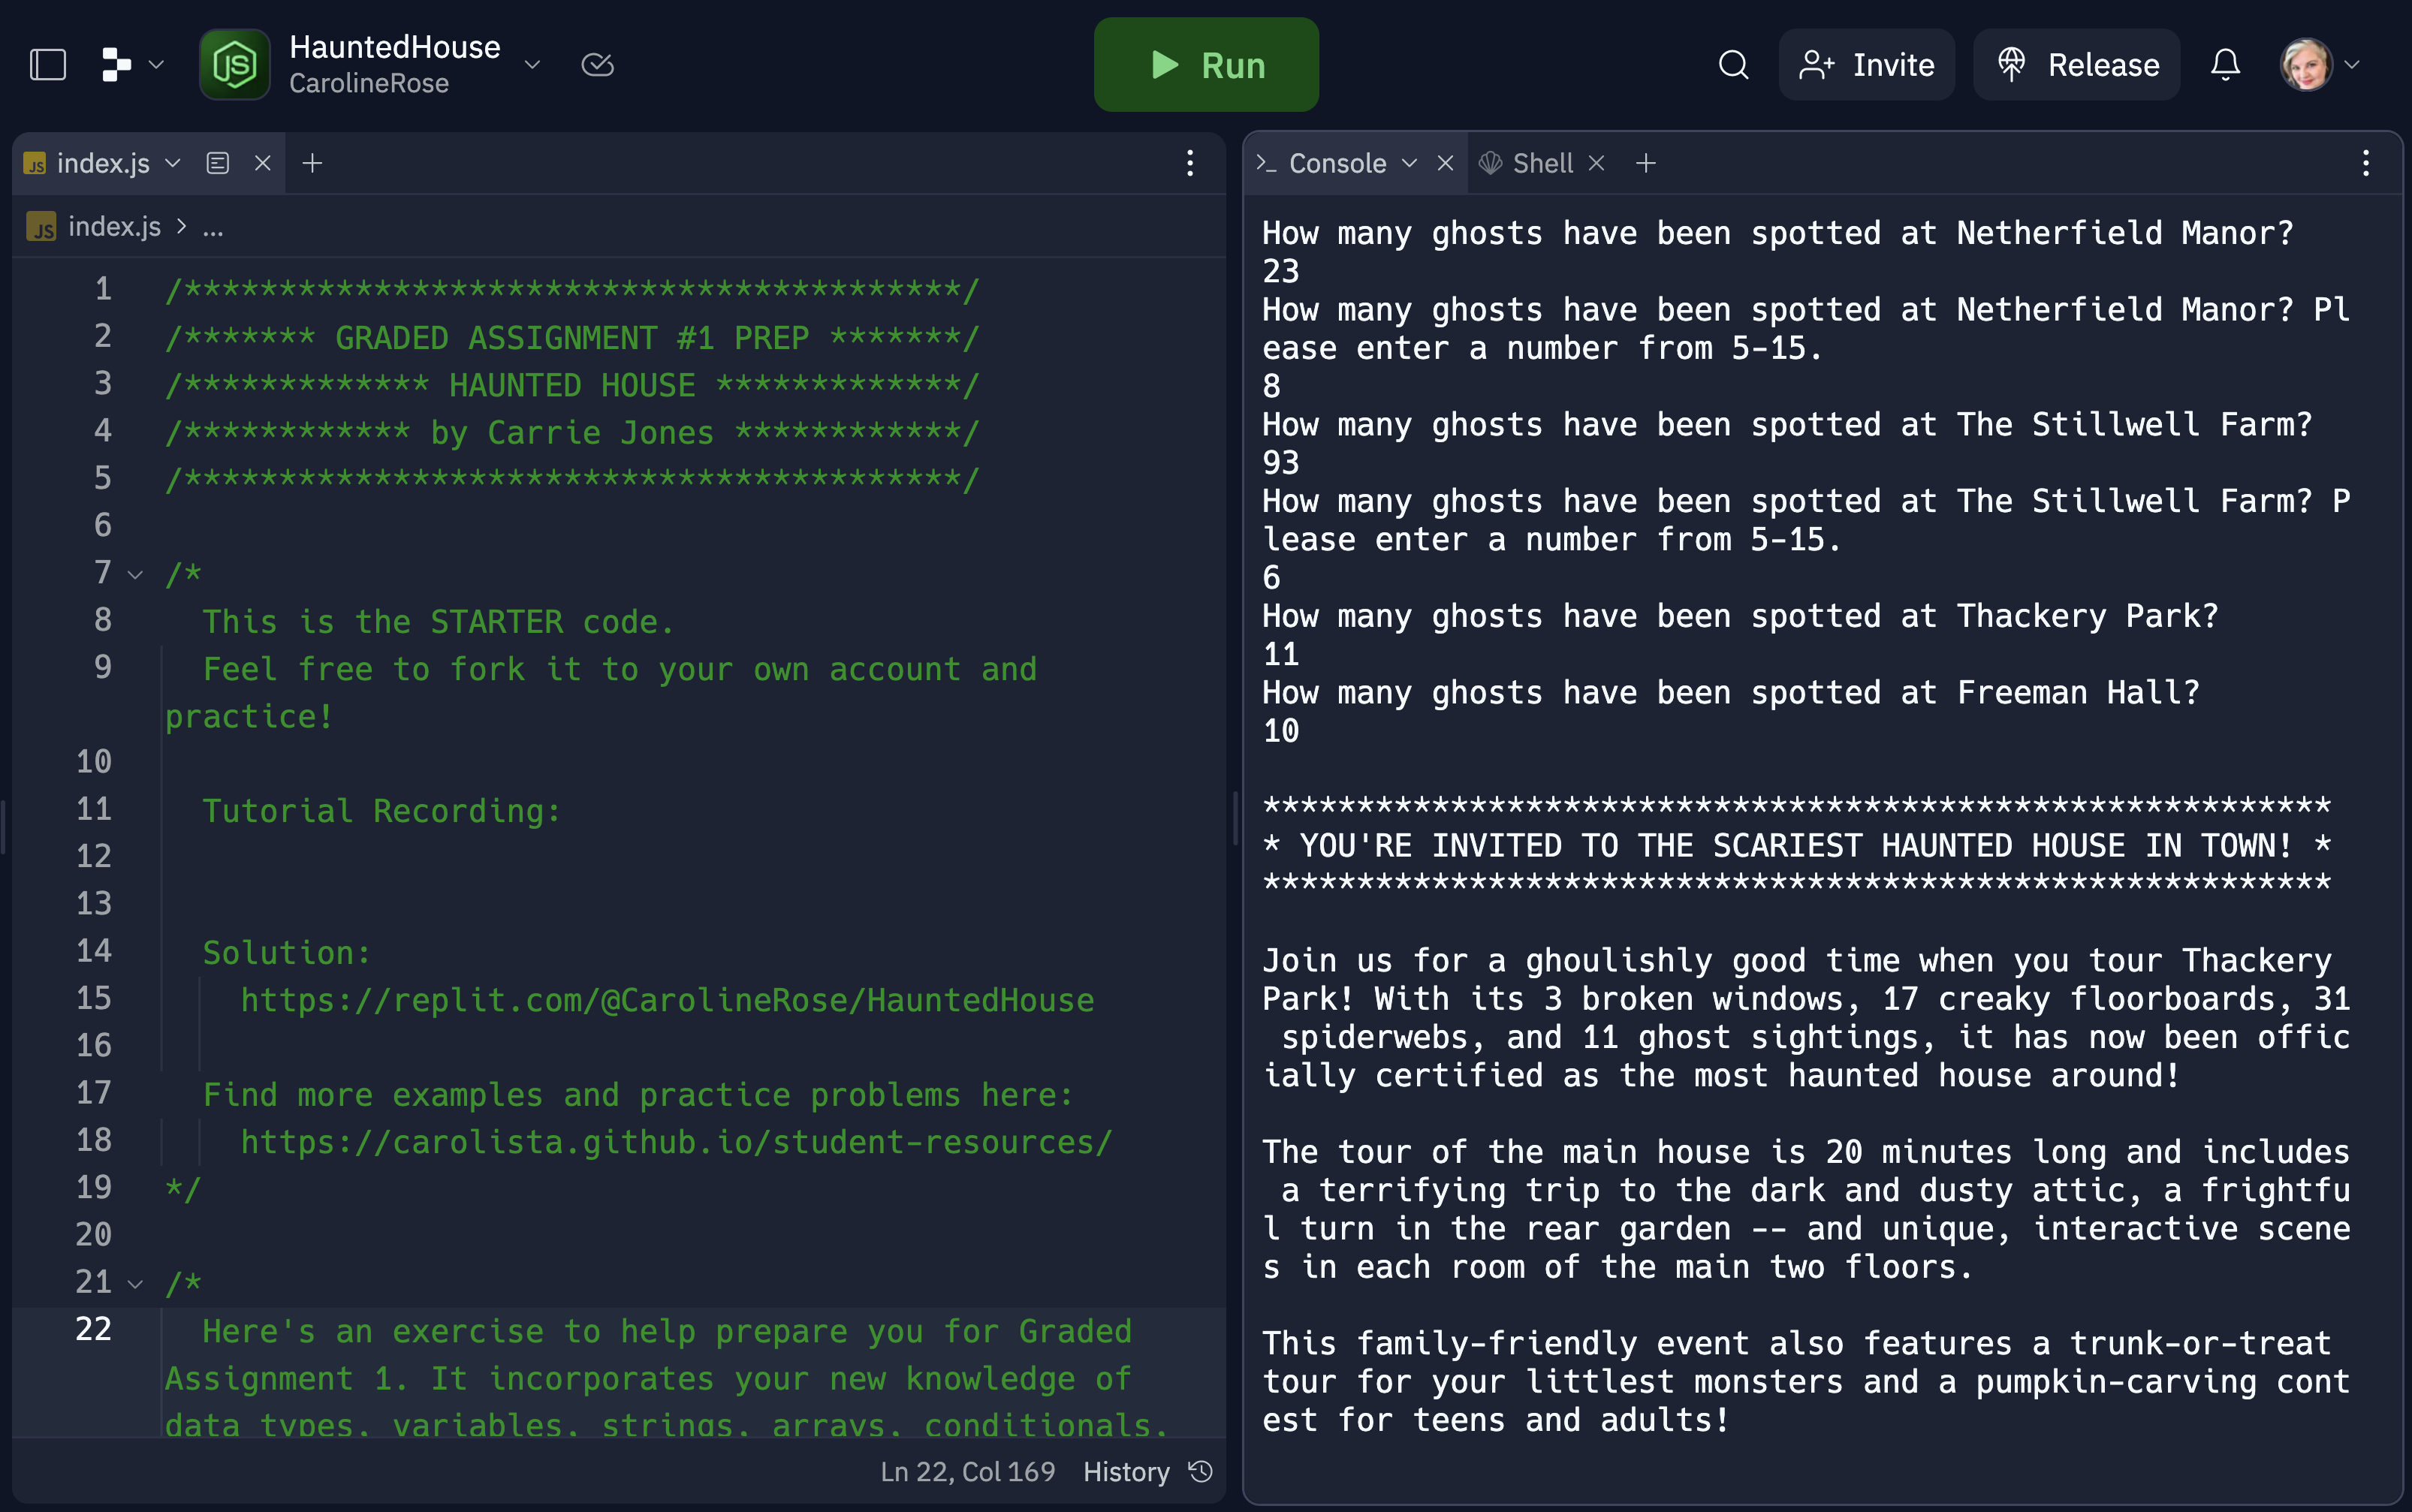 HauntedHouse
CarolineRose
Run
Invite
Release
JS index.js
JS index.js > ...
1 /*****************************************/
2 /******* GRADED ASSIGNMENT #1 PREP *******/
3 /************* HAUNTED HOUSE *************/
4 /************ by Carrie Jones ************/
5 /*****************************************/
6
7 /*
8 This is the STARTER code.
9 Feel free to fork it to your own account and
practice!
10
11 Tutorial Recording:
12
13
14 Solution:
15 https://replit.com/@CarolineRose/HauntedHouse
16
17 Find more examples and practice problems here:
18 https://carolista.github.io/student-resources/
19 */
20
21 /*
22 Here's an exercise to help prepare you for Graded
Assignment 1. It incorporates your new knowledge of
data types, variables, strings, arrays, conditionals,
Ln 22, Col 169 History
>_ Console Shell
How many ghosts have been spotted at Netherfield Manor?
23
How many ghosts have been spotted at Netherfield Manor? Pl
ease enter a number from 5-15.
8
How many ghosts have been spotted at The Stillwell Farm?
93
How many ghosts have been spotted at The Stillwell Farm? P
lease enter a number from 5-15.
6
How many ghosts have been spotted at Thackery Park?
11
How many ghosts have been spotted at Freeman Hall?
10
*********************************************************
* YOU'RE INVITED TO THE SCARIEST HAUNTED HOUSE IN TOWN! *
*********************************************************
Join us for a ghoulishly good time when you tour Thackery
Park! With its 3 broken windows, 17 creaky floorboards, 31
spiderwebs, and 11 ghost sightings, it has now been offic
ially certified as the most haunted house around!
The tour of the main house is 20 minutes long and includes
a terrifying trip to the dark and dusty attic, a frightfu
l turn in the rear garden -- and unique, interactive scene
s in each room of the main two floors.
This family-friendly event also features a trunk-or-treat
tour for your littlest monsters and a pumpkin-carving cont
est for teens and adults!